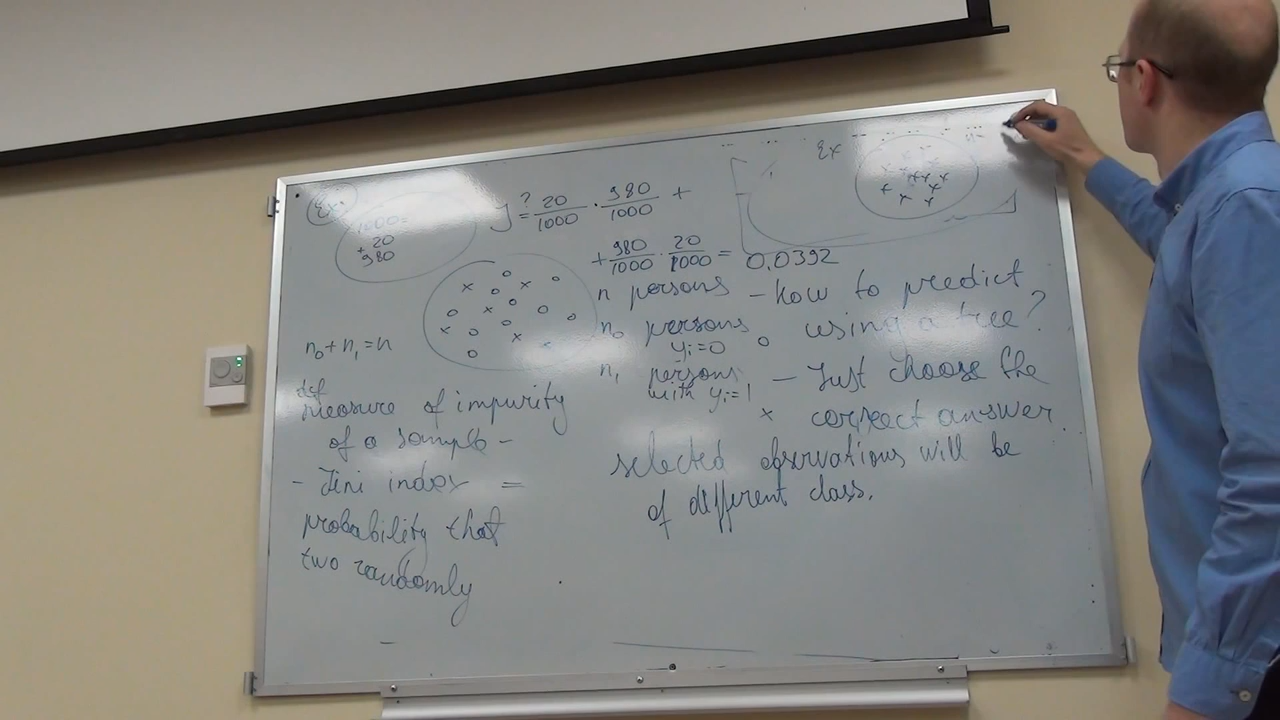 Ex.
1000=
+ 20
980
J ?= 20/1000 · 980/1000 +
+ 980/1000 · 20/1000 = 0,0392
n₀+n₁=n
def
measure of impurity
of a sample –
- Jini index =
probability that
two randomly
Ex
n persons
n₀ persons
yᵢ=0 o
n₁ persons
with yᵢ=1
x
– how to predict
using a tree?
– Just choose the
correct answer.
selected observations will be
of different class.